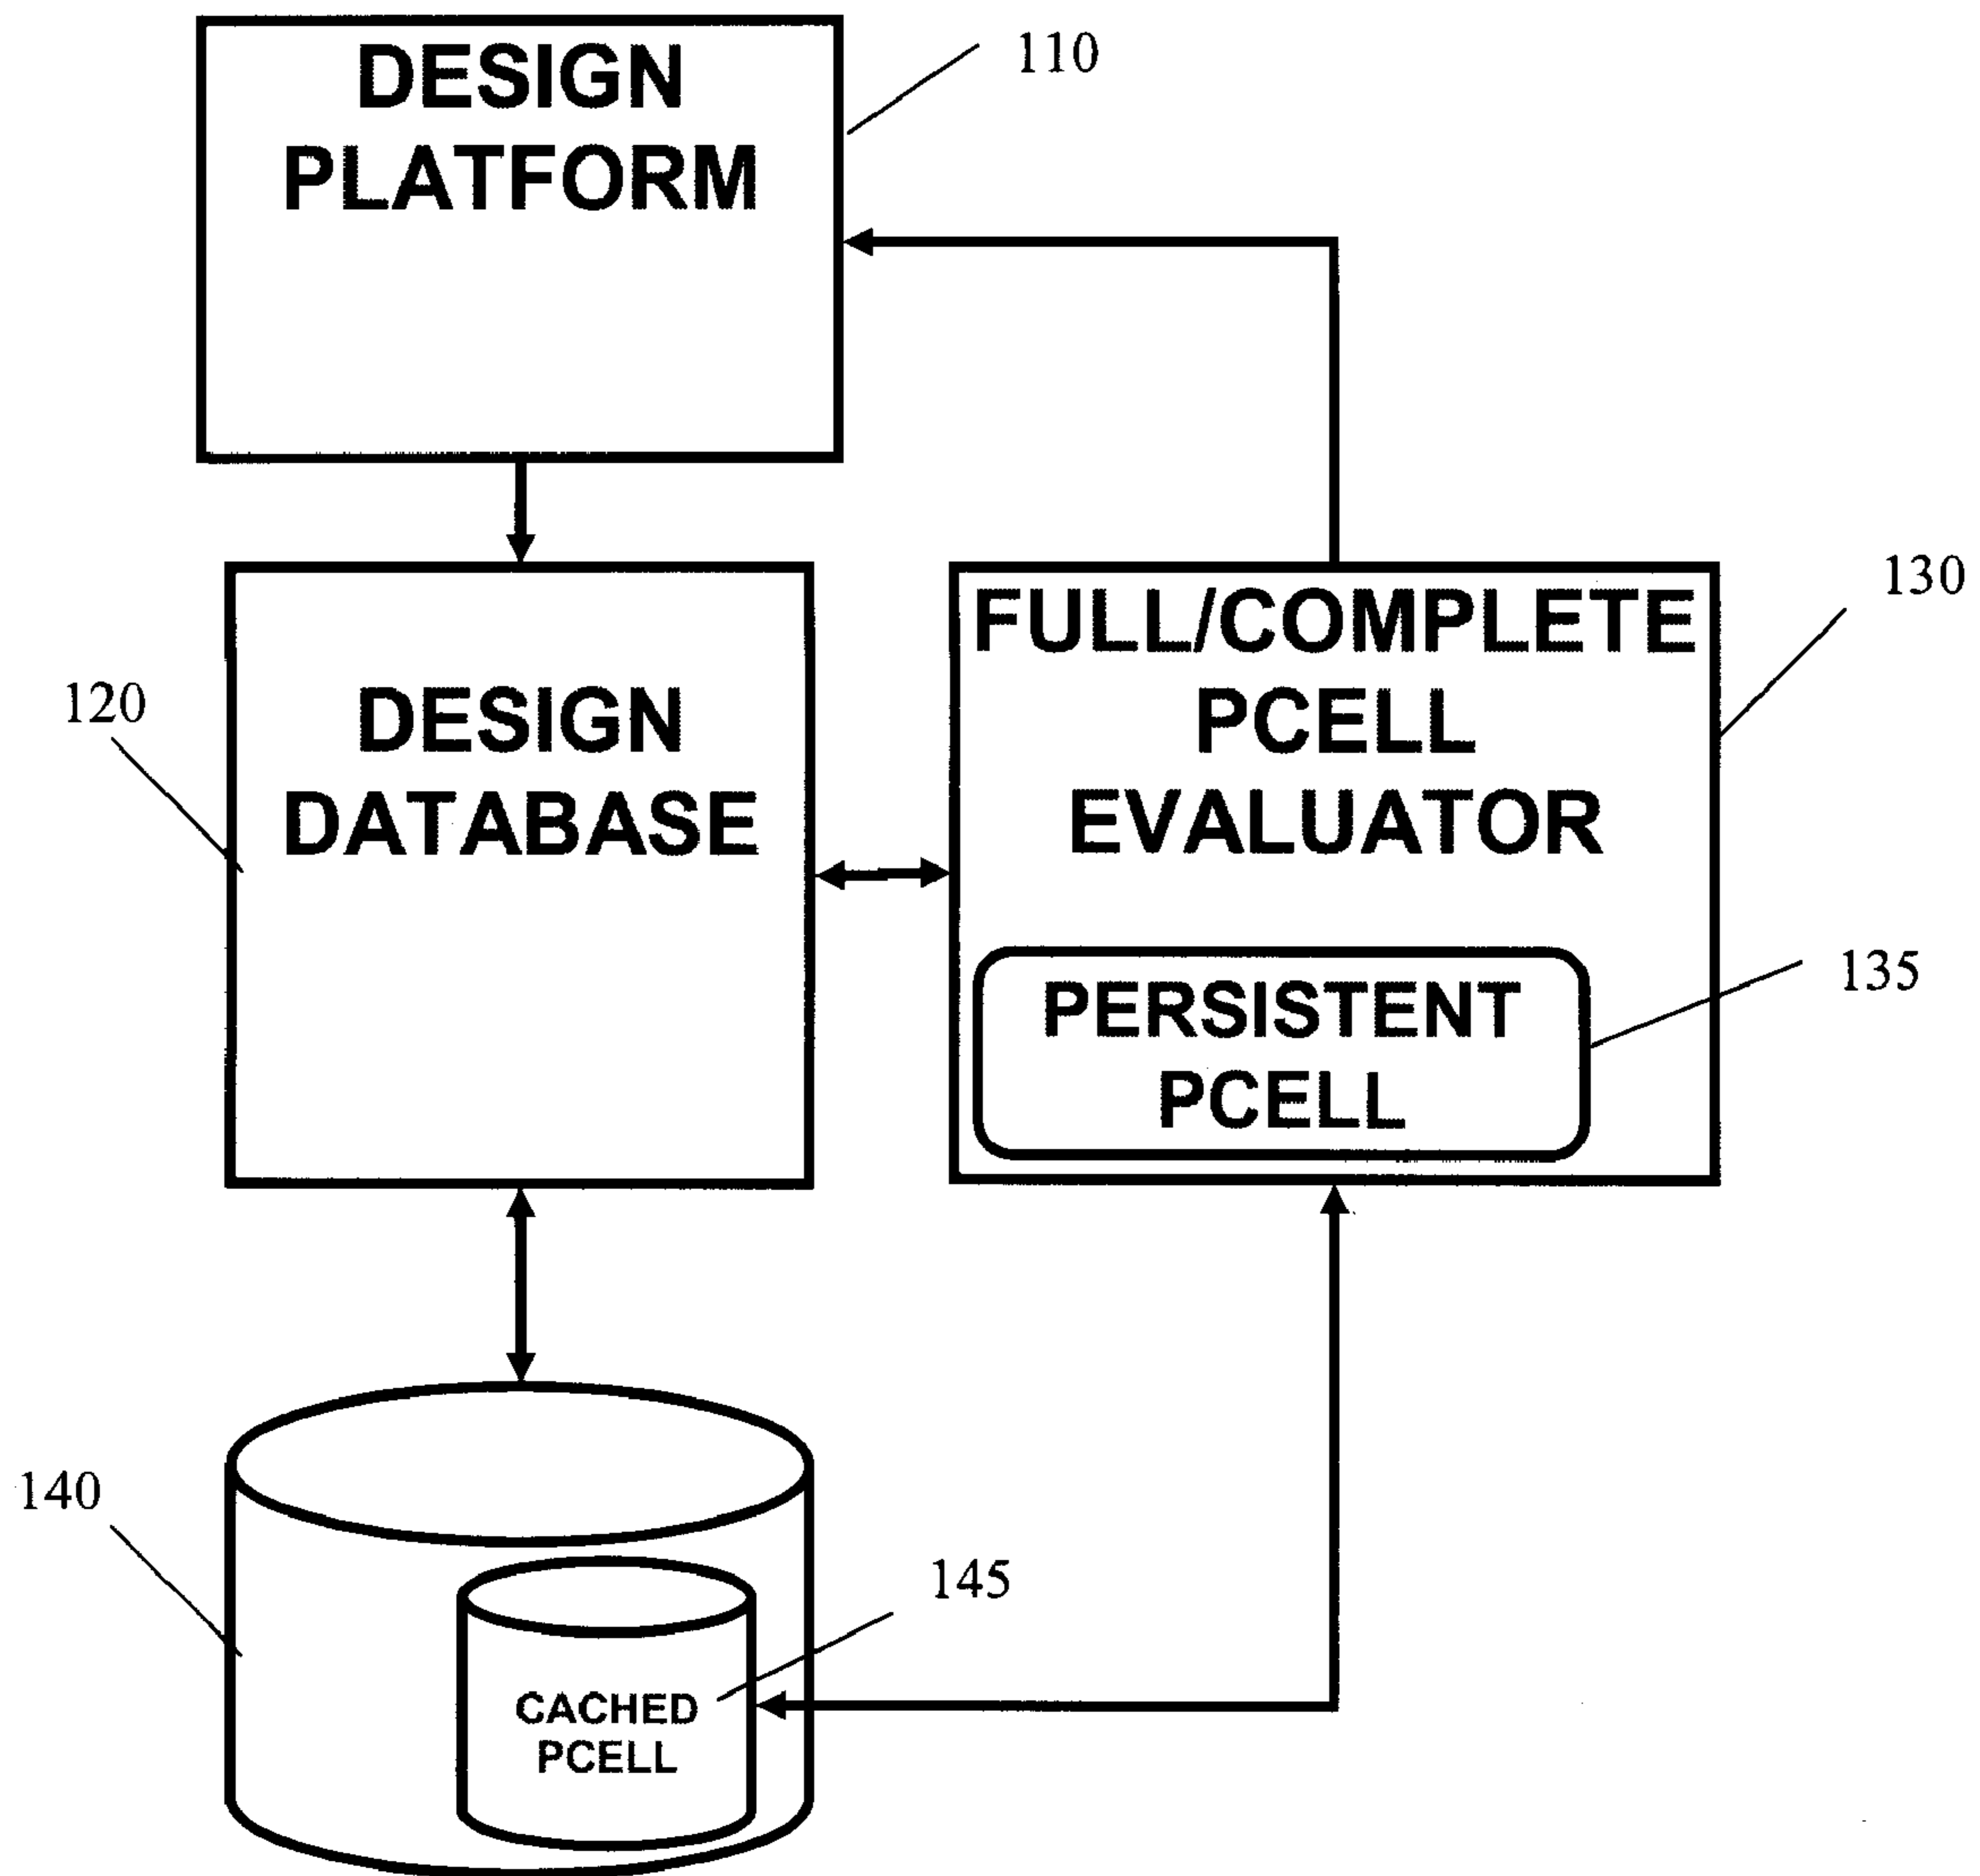 DESIGN
PLATFORM
110
FULL/COMPLETE
PCELL
EVALUATOR
130
120
DESIGN
DATABASE
PERSISTENT
PCELL
135
140
145
CACHED
PCELL